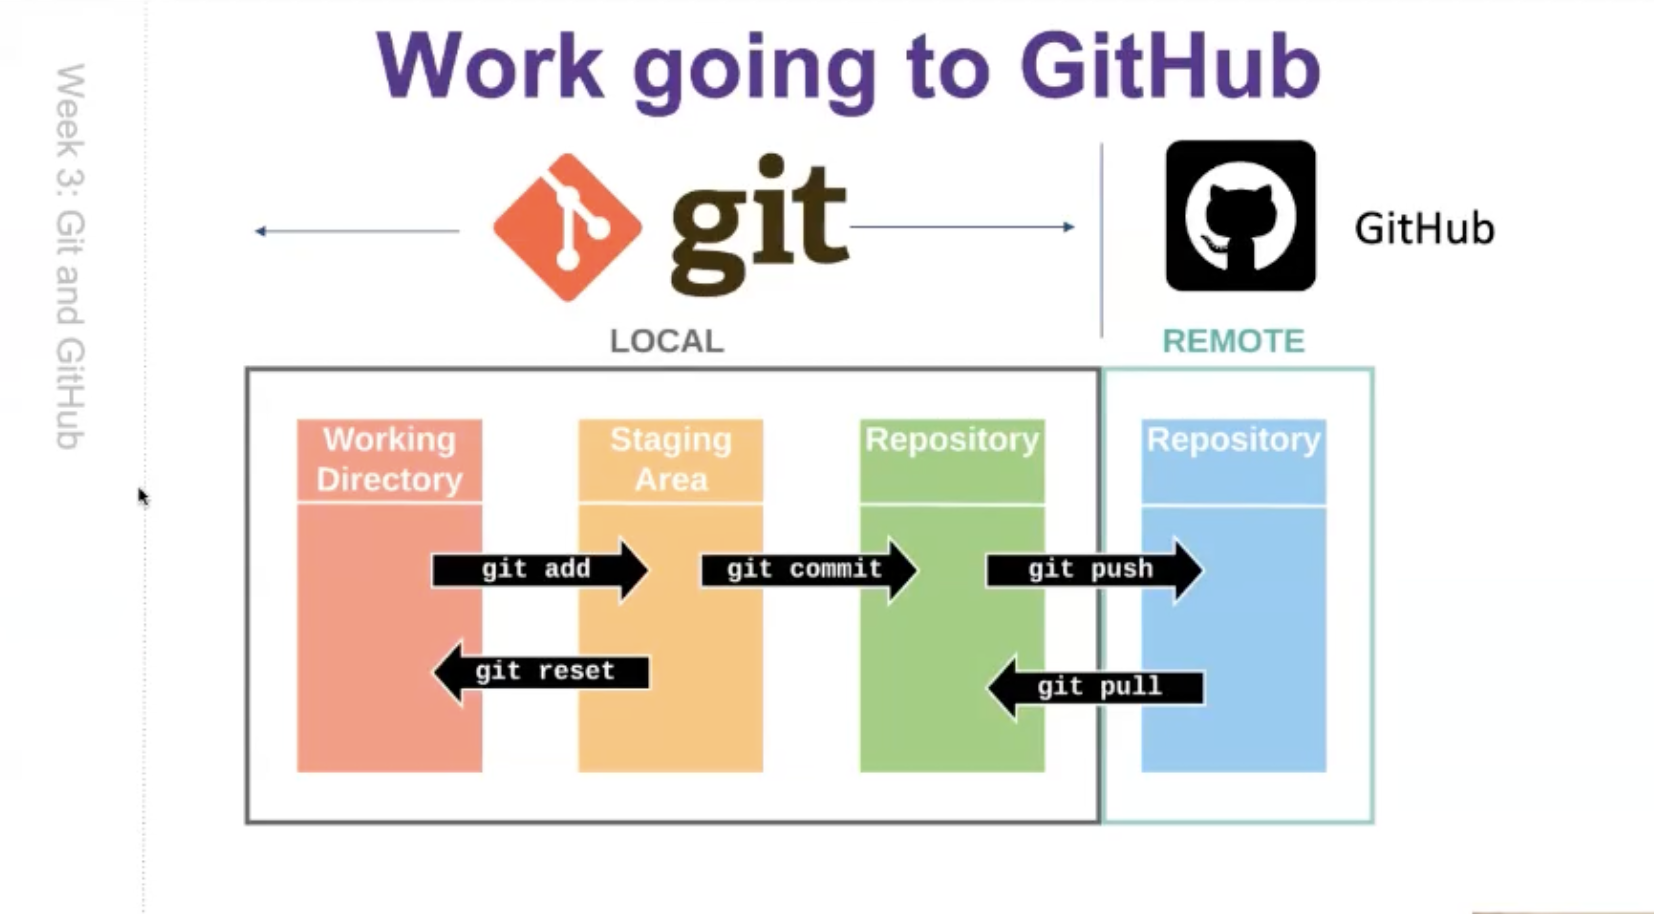 Work going to GitHub
Week 3: Git and GitHub
git
GitHub
LOCAL
REMOTE
Working
Directory
Staging
Area
Repository
Repository
git add
git commit
git push
git reset
git pull